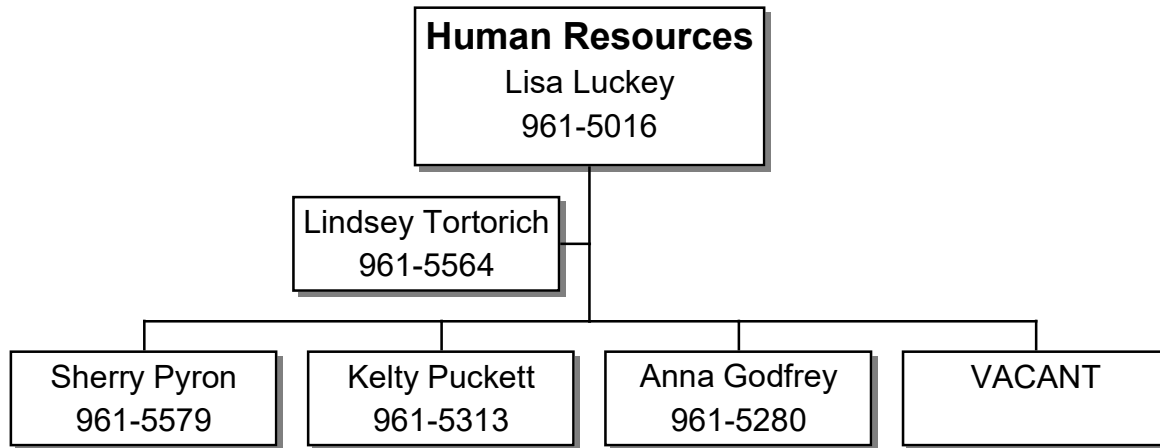 Human Resources
Lisa Luckey
961-5016
Lindsey Tortorich
961-5564
Sherry Pyron
961-5579
Kelty Puckett
961-5313
Anna Godfrey
961-5280
VACANT